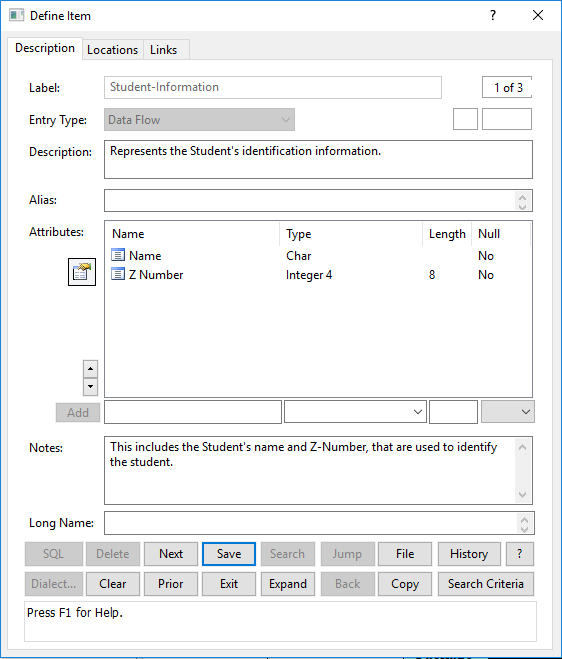 Define Item
?
Description Locations Links
Label: Student-Information 1 of 3
Entry Type: Data Flow
Description: Represents the Student's identification information.
Alias:
Attributes: Name Type Length Null
Name Char No
Z Number Integer 4 8 No
Add
Notes: This includes the Student's name and Z-Number, that are used to identify
the student.
Long Name:
SQL Delete Next Save Search Jump File History ?
Dialect... Clear Prior Exit Expand Back Copy Search Criteria
Press F1 for Help.